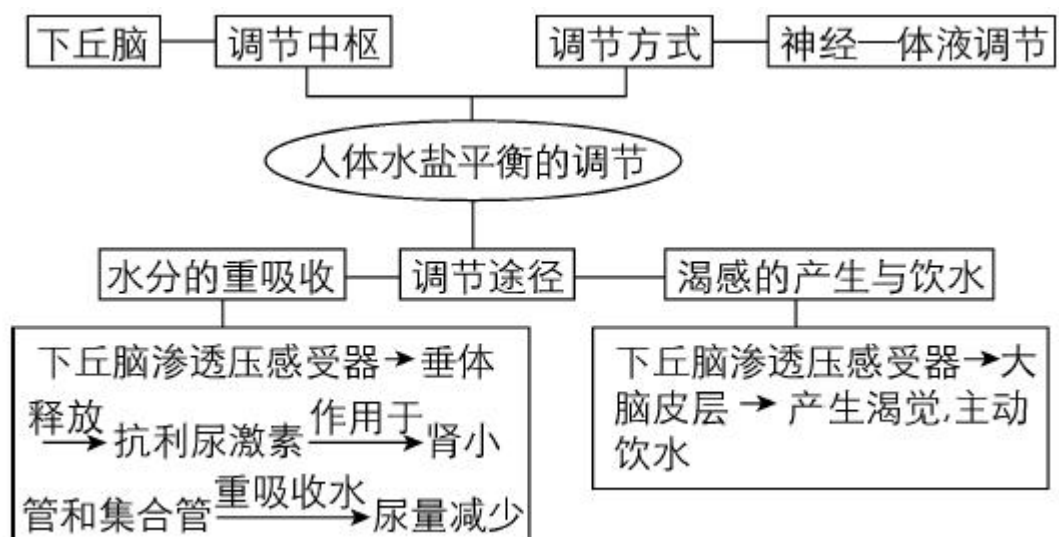 下丘脑 调节中枢 调节方式 神经—体液调节
人体水盐平衡的调节
水分的重吸收 调节途径 渴感的产生与饮水
下丘脑渗透压感受器→垂体
释放→抗利尿激素 作用于→肾小
管和集合管 重吸收水→尿量减少
下丘脑渗透压感受器→大
脑皮层→产生渴觉,主动
饮水